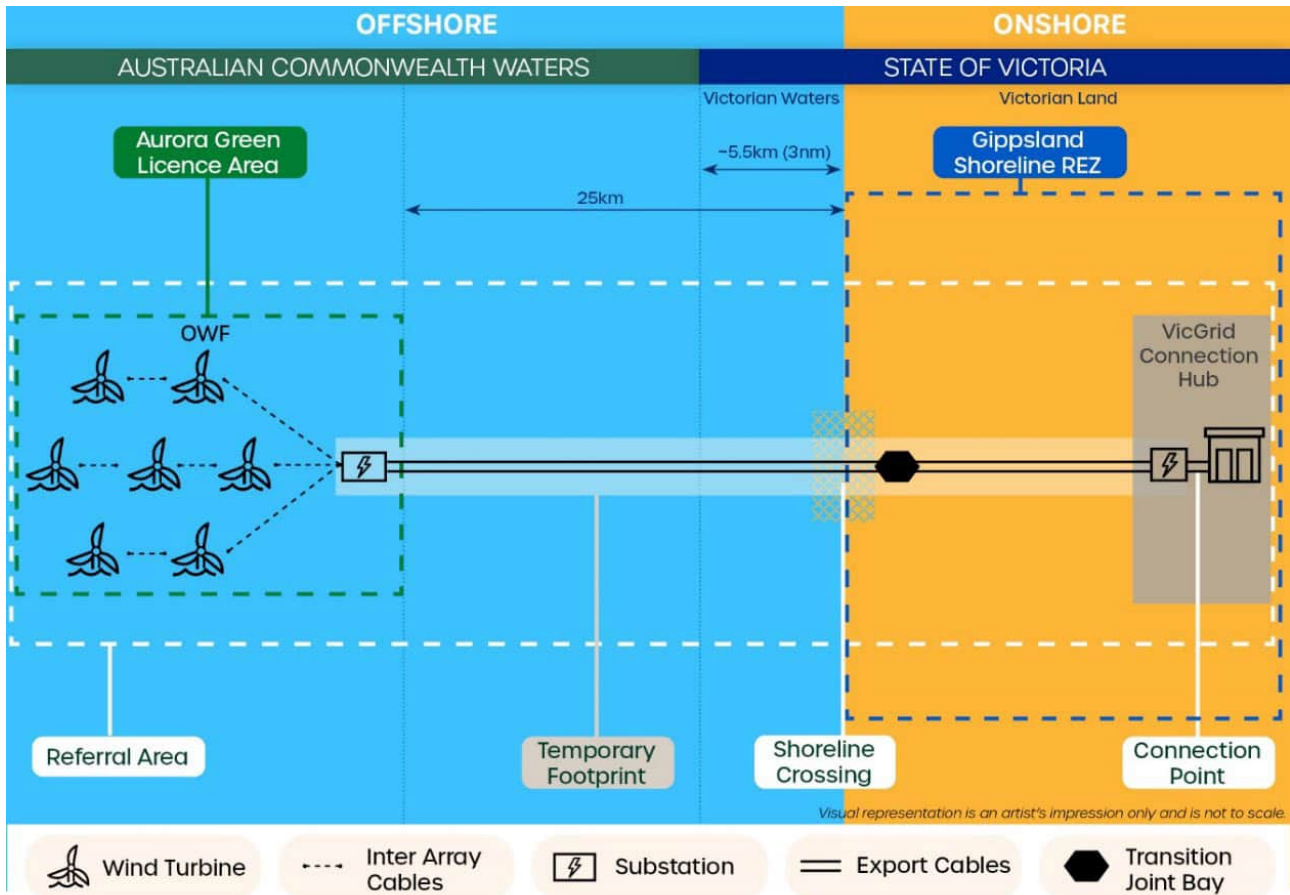 OFFSHORE
ONSHORE
AUSTRALIAN COMMONWEALTH WATERS
STATE OF VICTORIA
Victorian Waters
Victorian Land
Aurora Green
Licence Area
~5.5km (3nm)
Gippsland
Shoreline REZ
25km
OWF
VicGrid
Connection
Hub
Referral Area
Temporary
Footprint
Shoreline
Crossing
Connection
Point
Visual representation is an artist's impression only and is not to scale.
Wind Turbine
Inter Array
Cables
Substation
Export Cables
Transition
Joint Bay